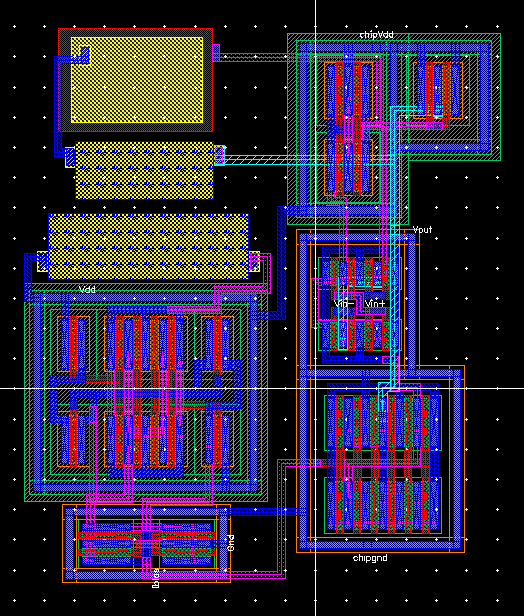 chipVdd
Vout
Vdd
Vin- Vin+
Gnd
Ibias
chipgnd